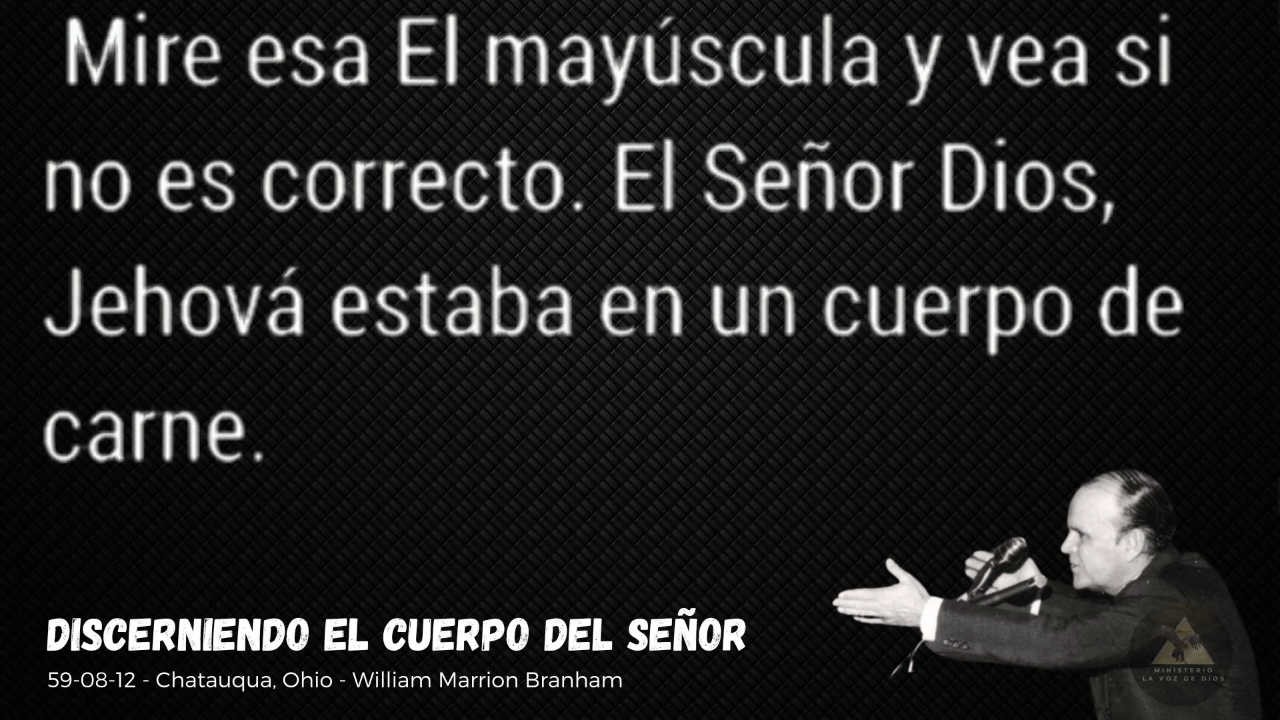 Mire esa El mayúscula y vea si
no es correcto. El Señor Dios,
Jehová estaba en un cuerpo de
carne.
DISCERNIENDO EL CUERPO DEL SEÑOR
59-08-12 - Chatauqua, Ohio - William Marrion Branham
MINISTERIO
LA VOZ DE DIOS